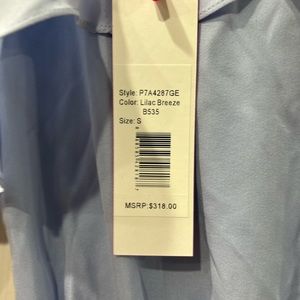 Style: P7A4287GE
Color: Lilac Breeze
B535
Size: S
MSRP:$318.00